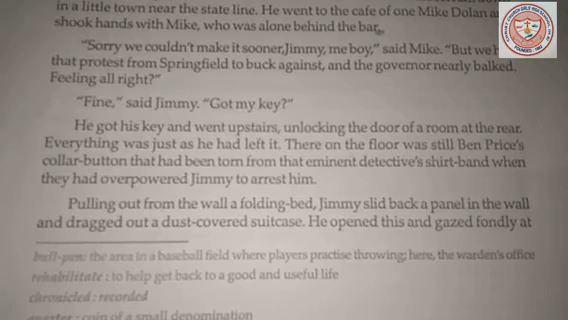 in a little town near the state line. He went to the cafe of one Mike Dolan
shook hands with Mike, who was alone behind the bar.
"Sorry we couldn't make it sooner, Jimmy, me boy," said Mike. "But we
that protest from Springfield to buck against, and the governor nearly balked.
Feeling all right?"
"Fine," said Jimmy. "Got my key?"
He got his key and went upstairs, unlocking the door of a room at the rear.
Everything was just as he had left it. There on the floor was still Ben Price's
collar-button that had been torn from that eminent detective's shirt-band when
they had overpowered Jimmy to arrest him.
Pulling out from the wall a folding-bed, Jimmy slid back a panel in the wall
and dragged out a dust-covered suitcase. He opened this and gazed fondly at
bull-pen: the area in a baseball field where players practise throwing; here, the warden's office
rehabilitate : to help get back to a good and useful life
chronicled : recorded
quarter : coin of a small denomination